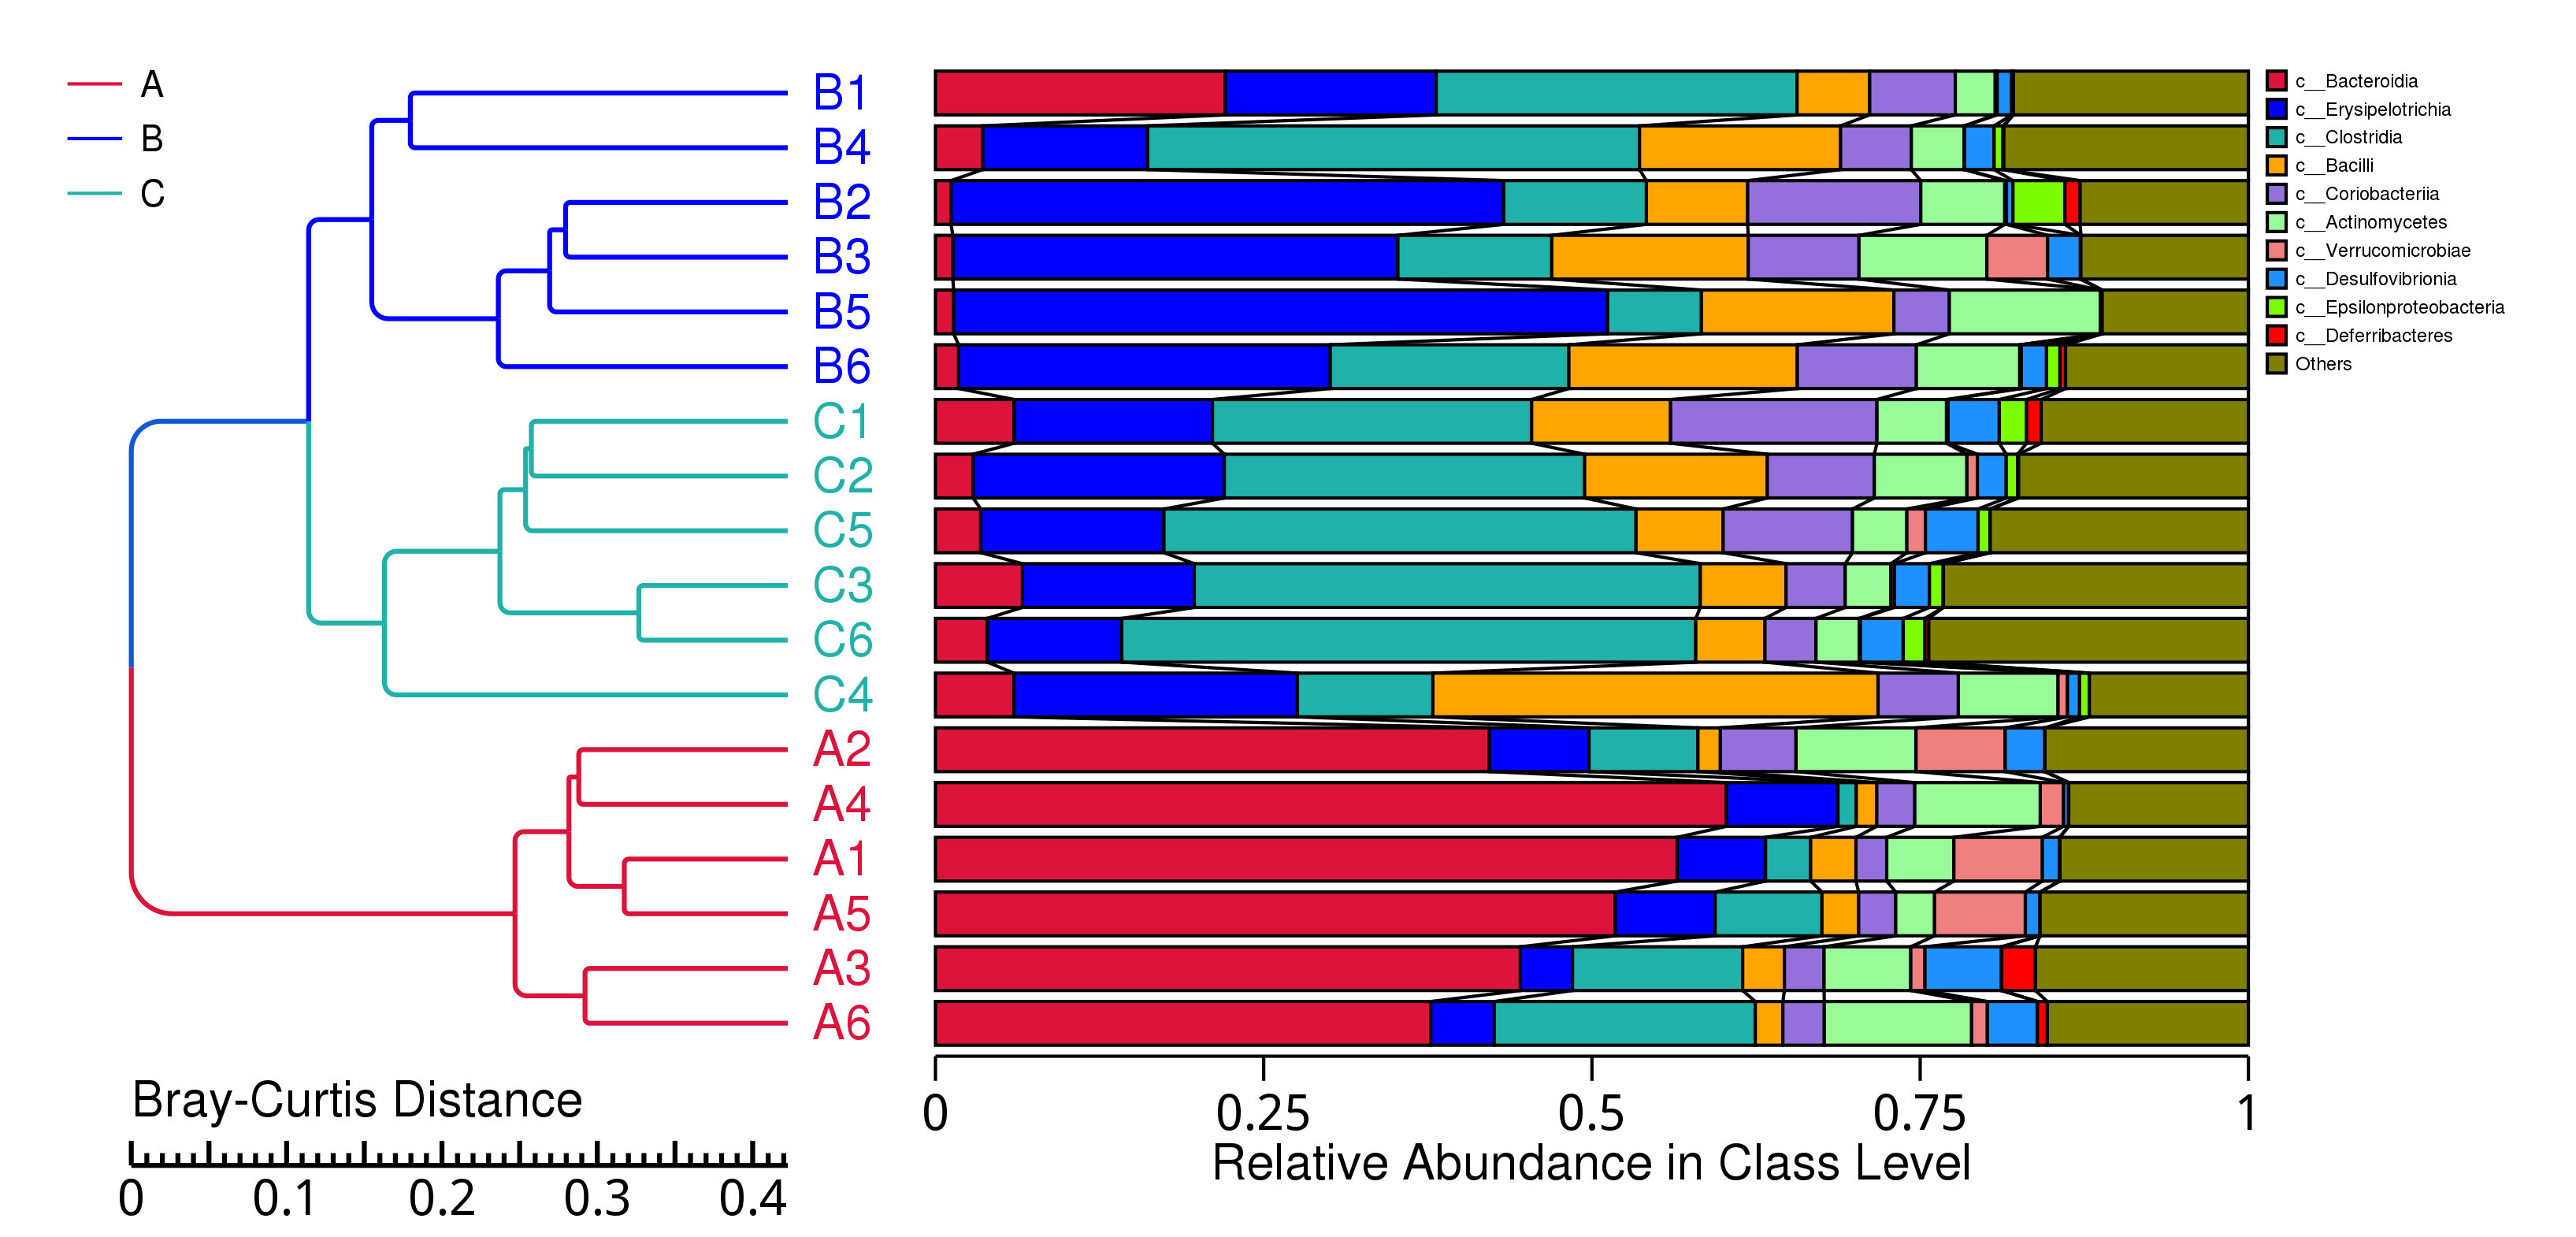 A
B
C
B1
B4
B2
B3
B5
B6
C1
C2
C5
C3
C6
C4
A2
A4
A1
A5
A3
A6
c__Bacteroidia
c__Erysipelotrichia
c__Clostridia
c__Bacilli
c__Coriobacteriia
c__Actinomycetes
c__Verrucomicrobiae
c__Desulfovibrionia
c__Epsilonproteobacteria
c__Deferribacteres
Others
Bray-Curtis Distance
0 0.1 0.2 0.3 0.4
0 0.25 0.5 0.75 1
Relative Abundance in Class Level